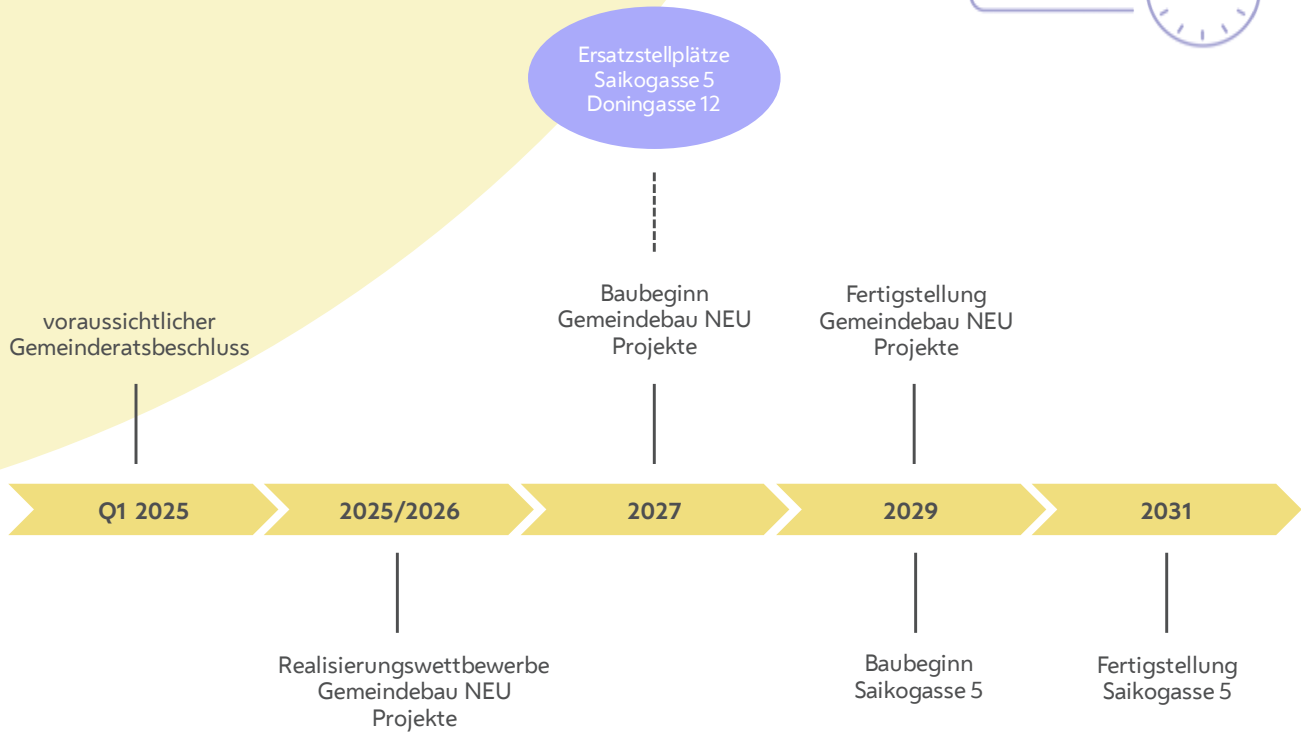 Ersatzstellplätze
Saikogasse 5
Doningasse 12
voraussichtlicher
Gemeinderatsbeschluss
Baubeginn
Gemeindebau NEU
Projekte
Fertigstellung
Gemeindebau NEU
Projekte
Q1 2025
2025/2026
2027
2029
2031
Realisierungswettbewerbe
Gemeindebau NEU
Projekte
Baubeginn
Saikogasse 5
Fertigstellung
Saikogasse 5